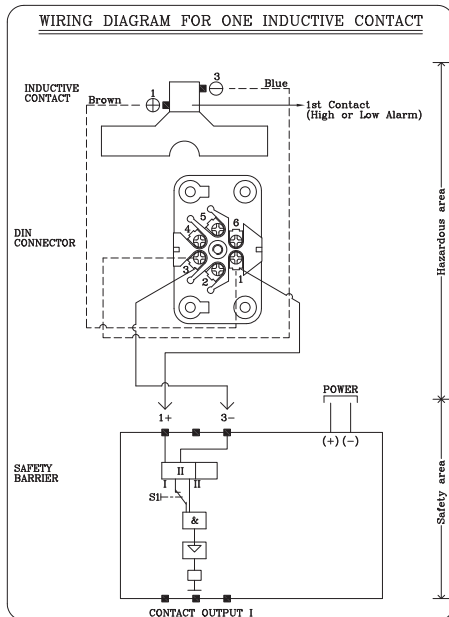 WIRING DIAGRAM FOR ONE INDUCTIVE CONTACT
INDUCTIVE
CONTACT
Brown
1
3
Blue
1st Contact
(High or Low Alarm)
Hazardous area
DIN
CONNECTOR
5
6
4
3
2
1
POWER
1+
3-
(+) (-)
SAFETY
BARRIER
II
I
II
S1
&
Safety area
CONTACT OUTPUT I